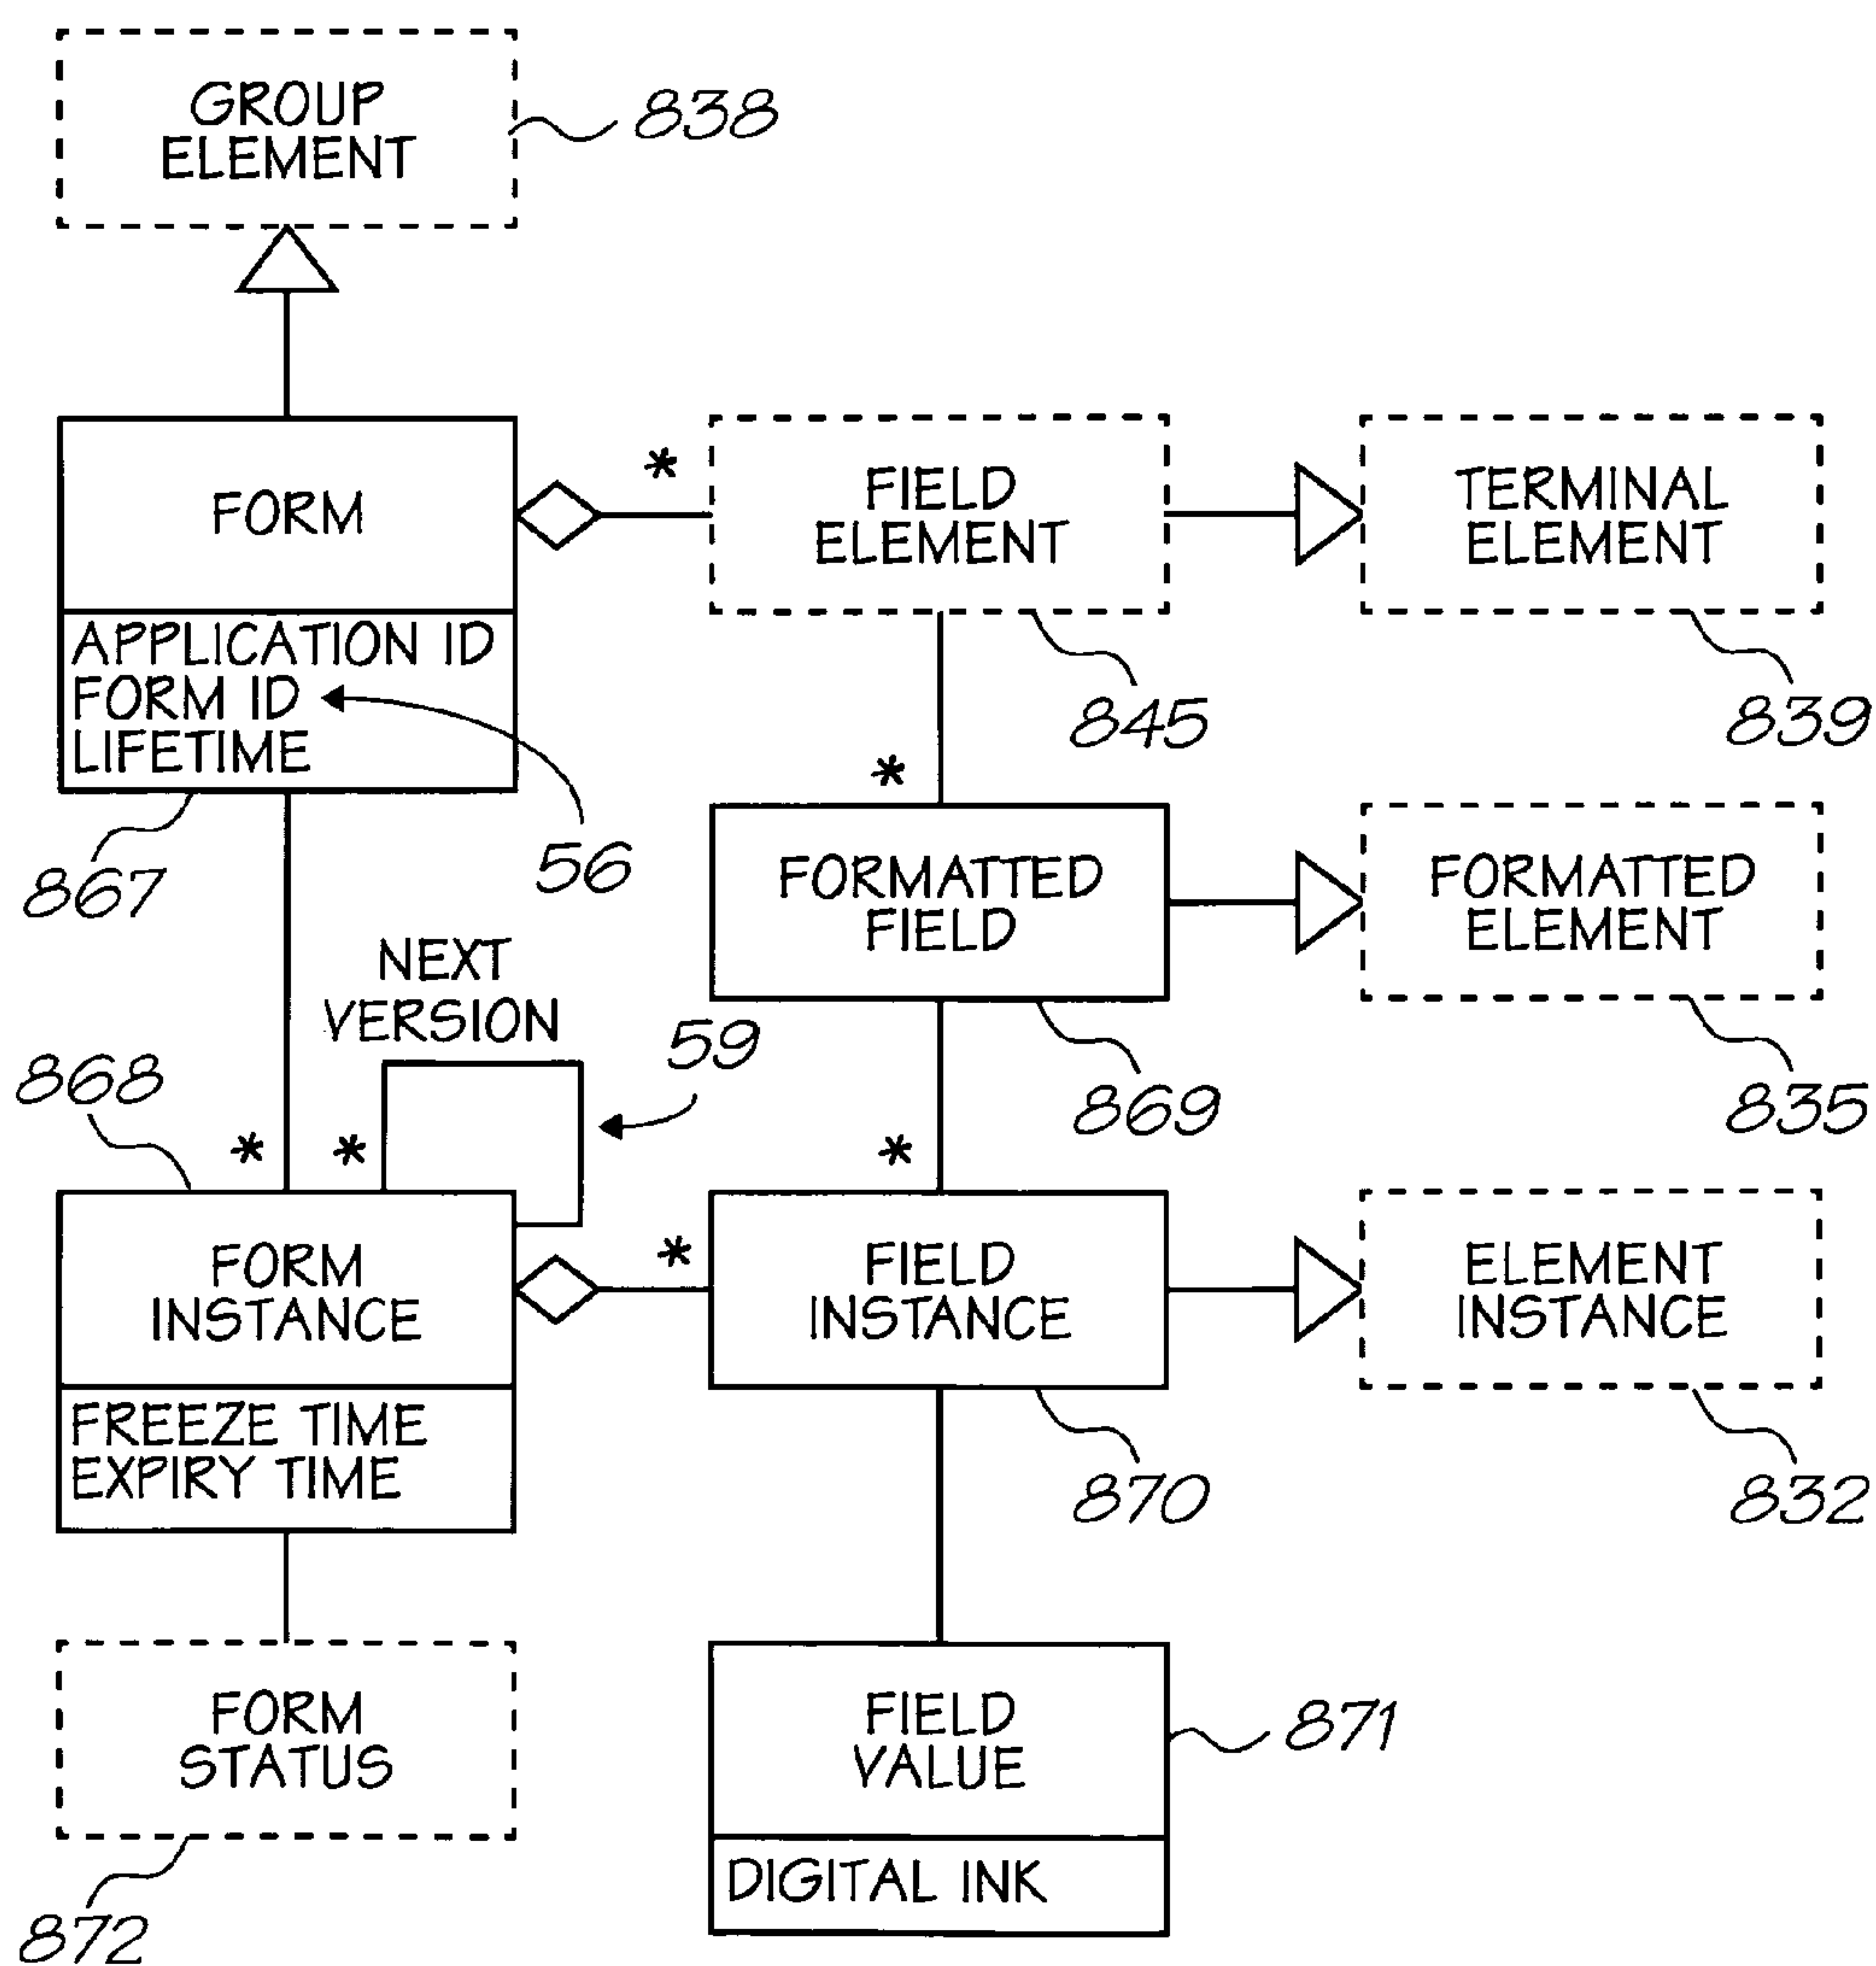 GROUP
ELEMENT
838
FORM
*
FIELD
ELEMENT
TERMINAL
ELEMENT
APPLICATION ID
FORM ID
LIFETIME
56
867
845
839
*
FORMATTED
FIELD
FORMATTED
ELEMENT
869
835
NEXT
VERSION
59
868
*
*
*
FORM
INSTANCE
*
FIELD
INSTANCE
ELEMENT
INSTANCE
FREEZE TIME
EXPIRY TIME
870
832
FORM
STATUS
872
FIELD
VALUE
871
DIGITAL INK